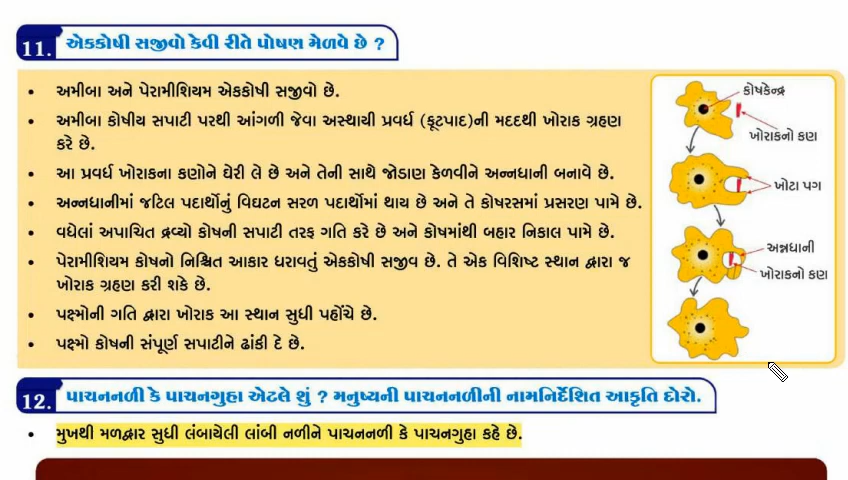 11. એકકોષી સજીવો કેવી રીતે પોષણ મેળવે છે ?
• અમીબા અને પેરામીશિયમ એકકોષી સજીવો છે.
• અમીબા કોષીય સપાટી પરથી આંગળી જેવા અસ્થાયી પ્રવર્ધ (કૂટપાદ)ની મદદથી ખોરાક ગ્રહણ
કરે છે.
• આ પ્રવર્ધ ખોરાકના કણોને ઘેરી લે છે અને તેની સાથે જોડાણ કેળવીને અન્નધાની બનાવે છે.
• અન્નધાનીમાં જટિલ પદાર્થોનું વિઘટન સરળ પદાર્થોમાં થાય છે અને તે કોષરસમાં પ્રસરણ પામે છે.
• વધેલાં અપાચિત દ્રવ્યો કોષની સપાટી તરફ ગતિ કરે છે અને કોષમાંથી બહાર નિકાલ પામે છે.
• પેરામીશિયમ કોષનો નિશ્ચિત આકાર ધરાવતું એકકોષી સજીવ છે. તે એક વિશિષ્ટ સ્થાન દ્વારા જ
ખોરાક ગ્રહણ કરી શકે છે.
• પક્ષ્મોની ગતિ દ્વારા ખોરાક આ સ્થાન સુધી પહોંચે છે.
• પક્ષ્મો કોષની સંપૂર્ણ સપાટીને ઢાંકી દે છે.
કોષકેન્દ્ર
ખોરાકનો કણ
ખોટા પગ
અન્નધાની
ખોરાકનો કણ
12. પાચનનળી કે પાચનગુહા એટલે શું ? મનુષ્યની પાચનનળીની નામનિર્દેશિત આકૃતિ દોરો.
• મુખથી મળદ્વાર સુધી લંબાયેલી લાંબી નળીને પાચનનળી કે પાચનગુહા કહે છે.